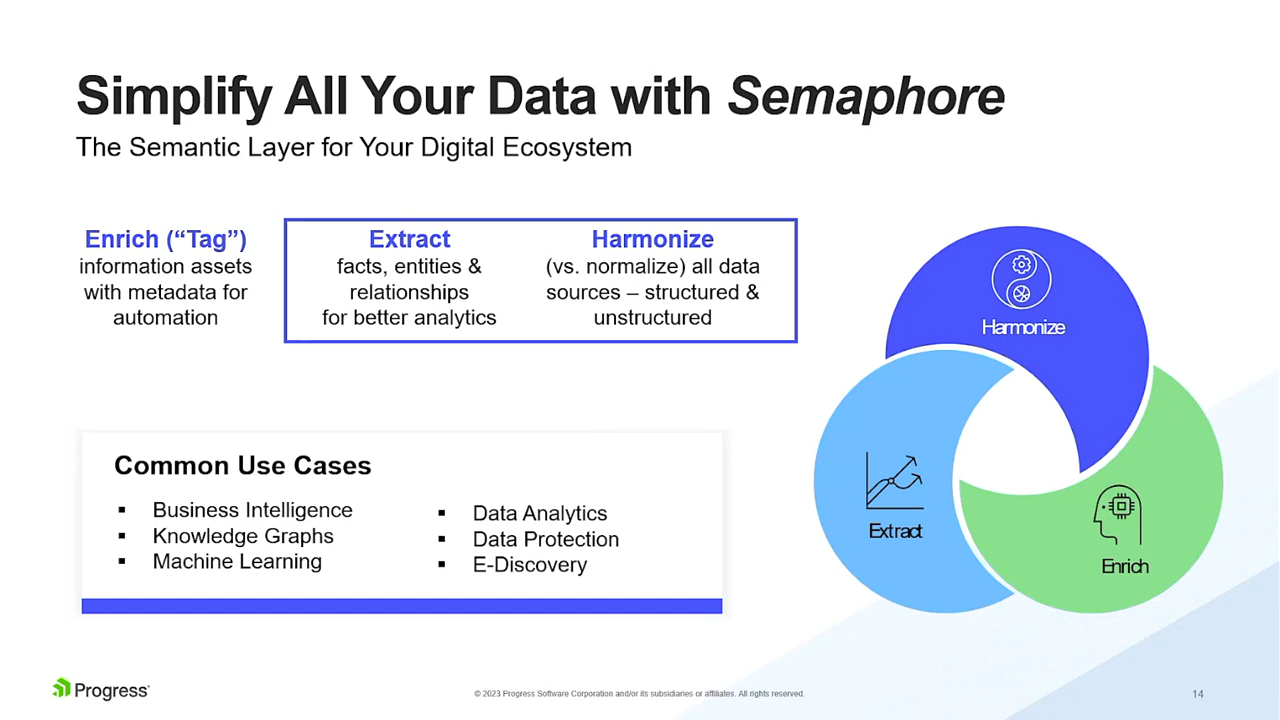 Simplify All Your Data with Semaphore
The Semantic Layer for Your Digital Ecosystem
Enrich (“Tag”)
information assets
with metadata for
automation
Extract
facts, entities &
relationships
for better analytics
Harmonize
(vs. normalize) all data
sources – structured &
unstructured
Common Use Cases
▪ Business Intelligence
▪ Knowledge Graphs
▪ Machine Learning
▪ Data Analytics
▪ Data Protection
▪ E-Discovery
Harmonize
Extract
Enrich
Progress®
© 2023 Progress Software Corporation and/or its subsidiaries or affiliates. All rights reserved.
14